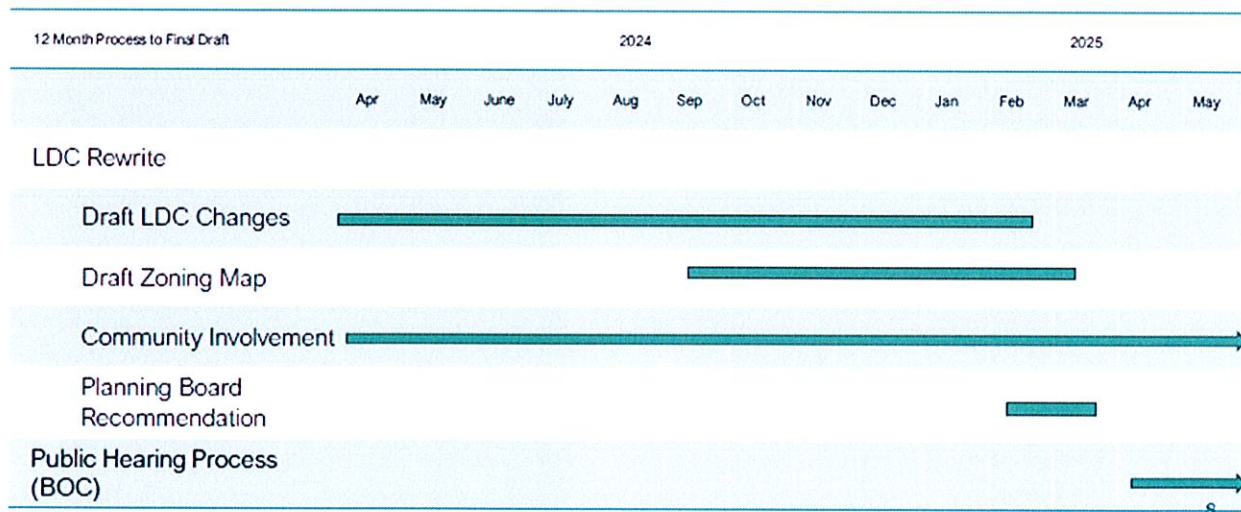 12 Month Process to Final Draft 2024 2025
Apr May June July Aug Sep Oct Nov Dec Jan Feb Mar Apr May
LDC Rewrite
Draft LDC Changes
Draft Zoning Map
Community Involvement
Planning Board
Recommendation
Public Hearing Process
(BOC)